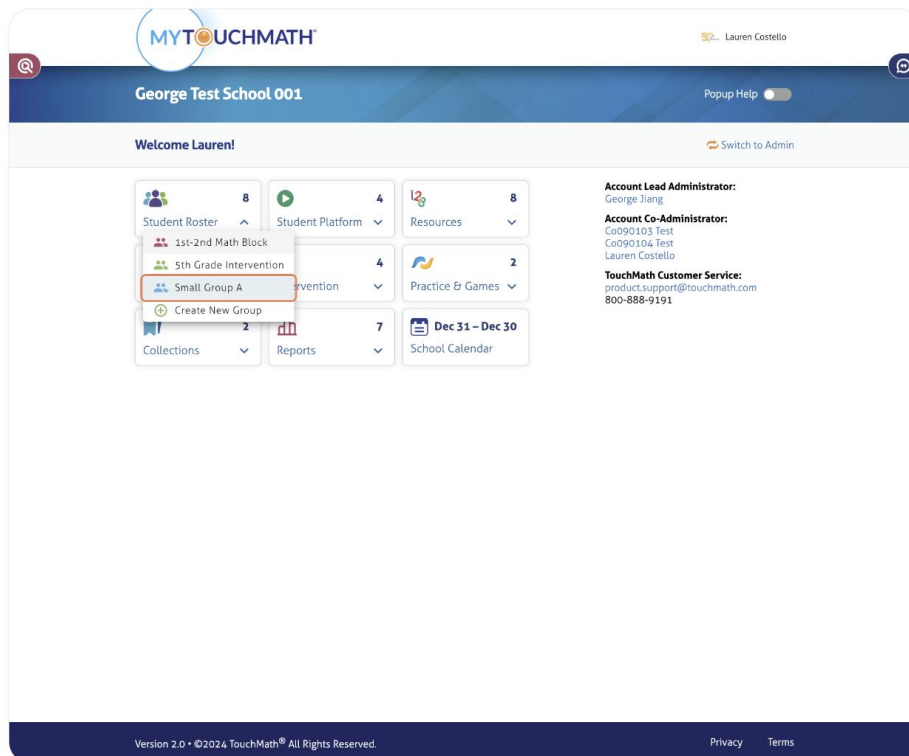 MYTOUCHMATH®
Lauren Costello
George Test School 001
Popup Help
Welcome Lauren!
Switch to Admin
8
Student Roster
4
Student Platform
8
Resources
1st-2nd Math Block
5th Grade Intervention
Small Group A
Create New Group
4
rvention
2
Practice & Games
2
Collections
7
Reports
Dec 31 – Dec 30
School Calendar
Account Lead Administrator:
George Jiang
Account Co-Administrator:
Co090103 Test
Co090104 Test
Lauren Costello
TouchMath Customer Service:
product.support@touchmath.com
800-888-9191
Version 2.0 • ©2024 TouchMath® All Rights Reserved.
Privacy
Terms